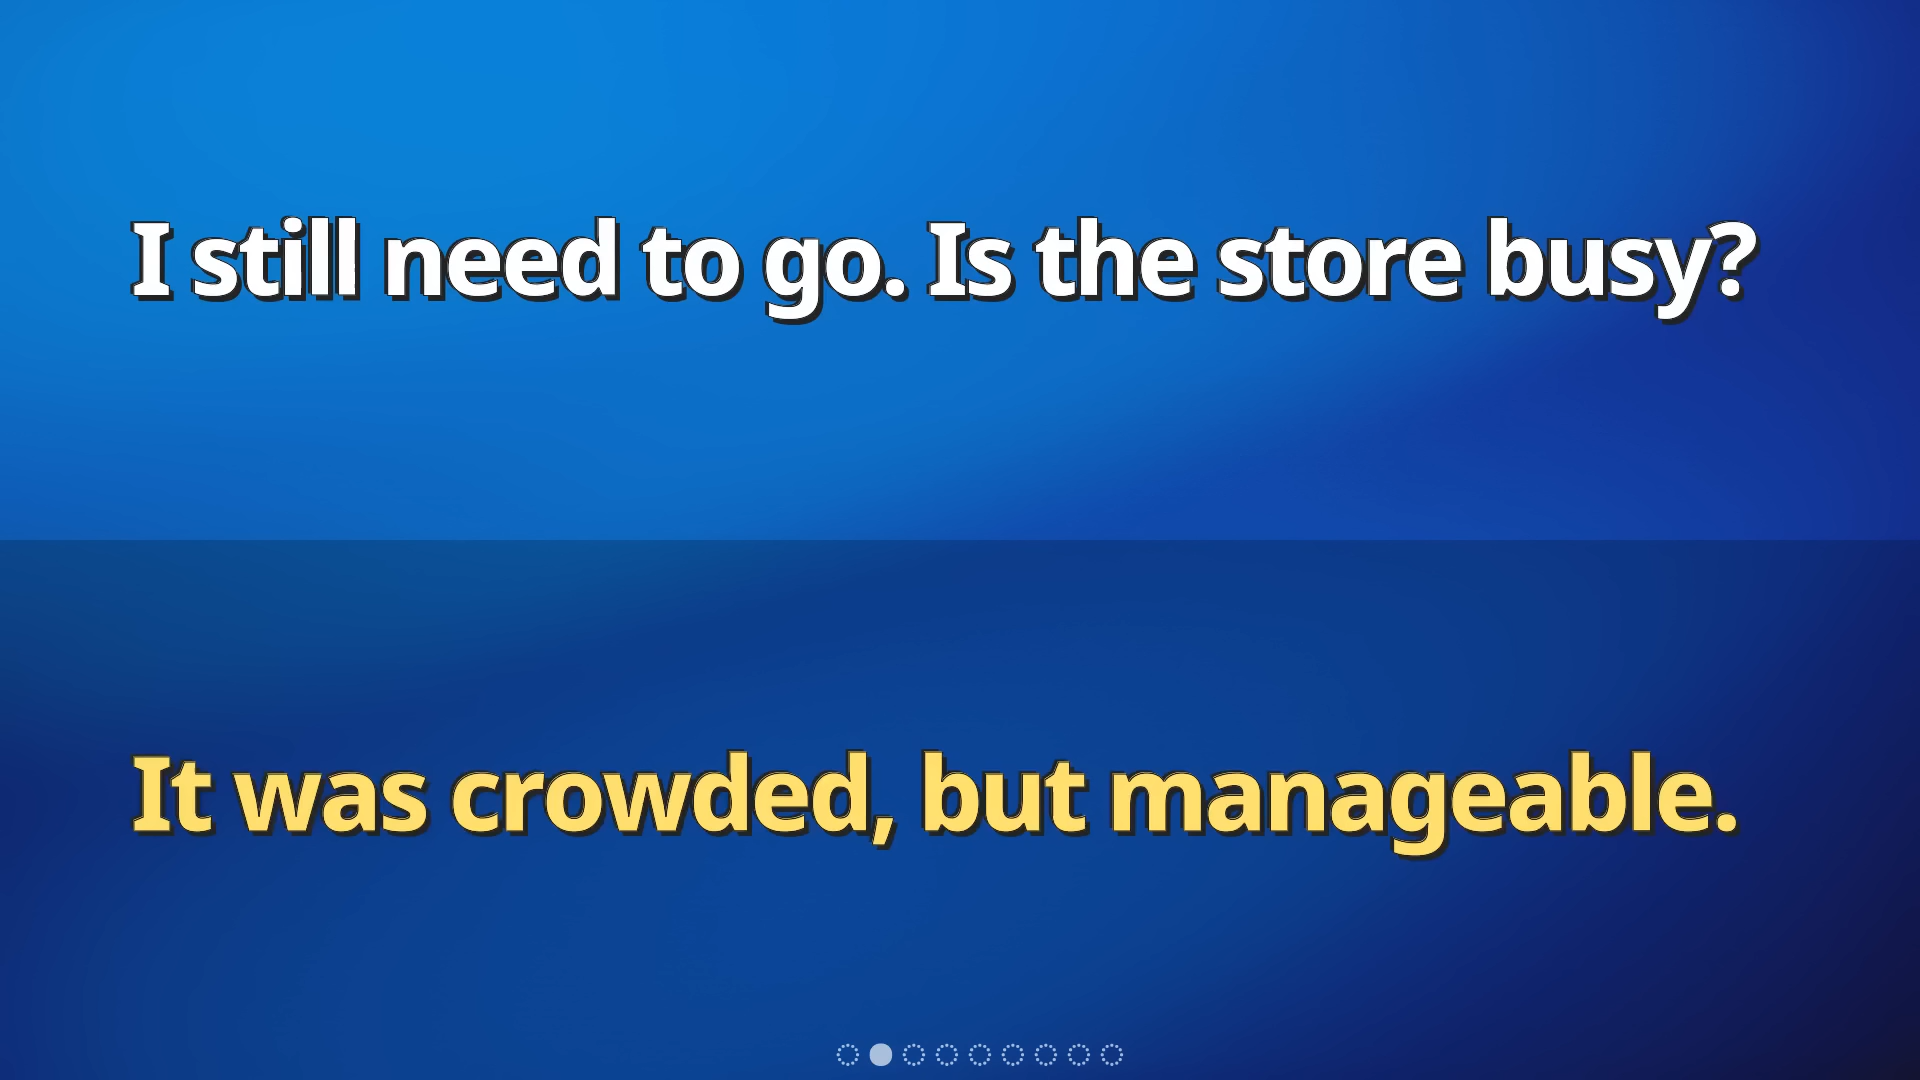 I still need to go. Is the store busy?
It was crowded, but manageable.